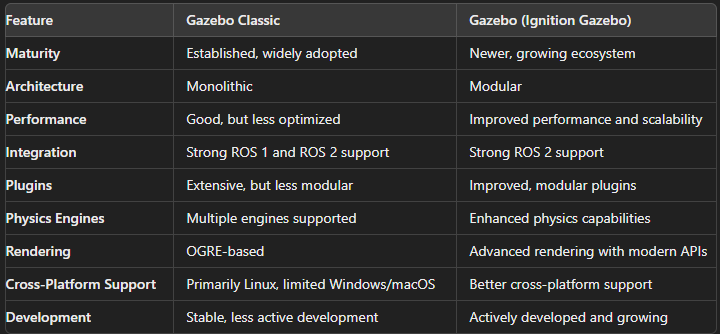 Feature Gazebo Classic Gazebo (Ignition Gazebo)
Maturity Established, widely adopted Newer, growing ecosystem
Architecture Monolithic Modular
Performance Good, but less optimized Improved performance and scalability
Integration Strong ROS 1 and ROS 2 support Strong ROS 2 support
Plugins Extensive, but less modular Improved, modular plugins
Physics Engines Multiple engines supported Enhanced physics capabilities
Rendering OGRE-based Advanced rendering with modern APIs
Cross-Platform Support Primarily Linux, limited Windows/macOS Better cross-platform support
Development Stable, less active development Actively developed and growing